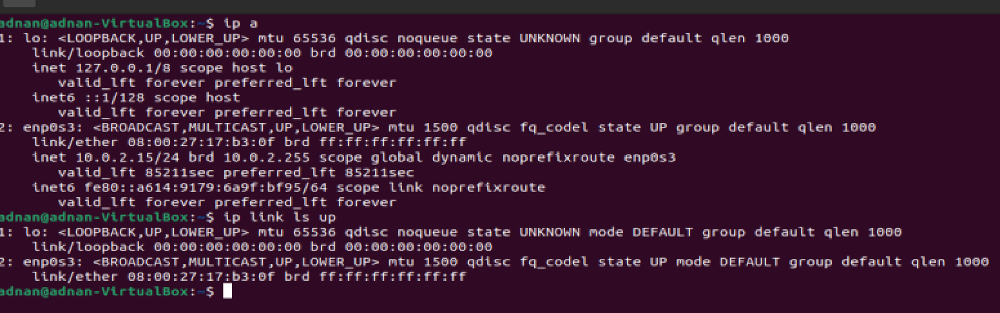 adnan@adnan-VirtualBox:~$ ip a
1: lo: <LOOPBACK,UP,LOWER_UP> mtu 65536 qdisc noqueue state UNKNOWN group default qlen 1000
    link/loopback 00:00:00:00:00:00 brd 00:00:00:00:00:00
    inet 127.0.0.1/8 scope host lo
       valid_lft forever preferred_lft forever
    inet6 ::1/128 scope host
       valid_lft forever preferred_lft forever
2: enp0s3: <BROADCAST,MULTICAST,UP,LOWER_UP> mtu 1500 qdisc fq_codel state UP group default qlen 1000
    link/ether 08:00:27:17:b3:0f brd ff:ff:ff:ff:ff:ff
    inet 10.0.2.15/24 brd 10.0.2.255 scope global dynamic noprefixroute enp0s3
       valid_lft 85211sec preferred_lft 85211sec
    inet6 fe80::a614:9179:6a9f:bf95/64 scope link noprefixroute
       valid_lft forever preferred_lft forever
adnan@adnan-VirtualBox:~$ ip link ls up
1: lo: <LOOPBACK,UP,LOWER_UP> mtu 65536 qdisc noqueue state UNKNOWN mode DEFAULT group default qlen 1000
    link/loopback 00:00:00:00:00:00 brd 00:00:00:00:00:00
2: enp0s3: <BROADCAST,MULTICAST,UP,LOWER_UP> mtu 1500 qdisc fq_codel state UP mode DEFAULT group default qlen 1000
    link/ether 08:00:27:17:b3:0f brd ff:ff:ff:ff:ff:ff
adnan@adnan-VirtualBox:~$